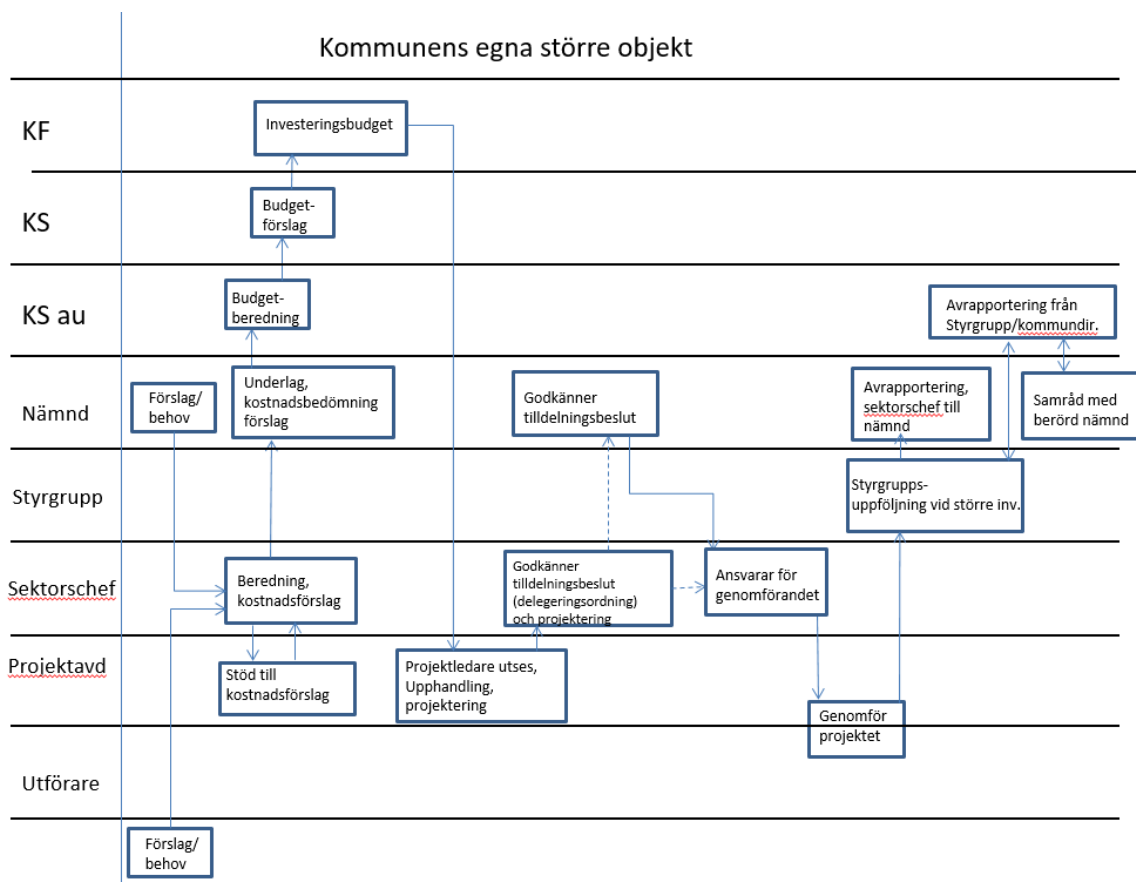 Kommunens egna större objekt
KF
Investeringsbudget
KS
Budget-
förslag
KS au
Budget-
beredning
Avrapportering från
Styrgrupp/kommundir.
Nämnd
Förslag/
behov
Underlag,
kostnadsbedömning
förslag
Godkänner
tilldelningsbeslut
Avrapportering,
sektorschef till
nämnd
Samråd med
berörd nämnd
Styrgrupp
Styrgrupps-
uppföljning vid större inv.
Sektorschef
Beredning,
kostnadsförslag
Godkänner
tilldelningsbeslut
(delegeringsordning)
och projektering
Ansvarar för
genomförandet
Projektavd
Stöd till
kostnadsförslag
Projektledare utses,
Upphandling,
projektering
Genomför
projektet
Utförare
Förslag/
behov